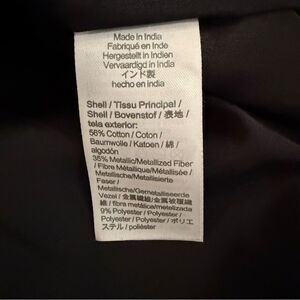 Made in India
Fabriqué en Inde
Hergestellt in Indien
Vervaardigd in India
インド製
hecho en India
Shell / Tissu Principal /
Shell / Bovenstof / 表地 /
tela exterior:
56% Cotton / Coton /
Baumwolle / Katoen / 綿 /
algodón
35% Metallic/Metallized Fiber
/ Fibre Métallique/Métallisée /
Metallische/Metallisierte
Faser /
Metallische/Gemetalliseerde
Vezel / 金属繊維/金属被覆繊
維 / fibra metálica/metalizada
9% Polyester / Polyester /
Polyester / Polyester / ポリエ
ステル / poliéster